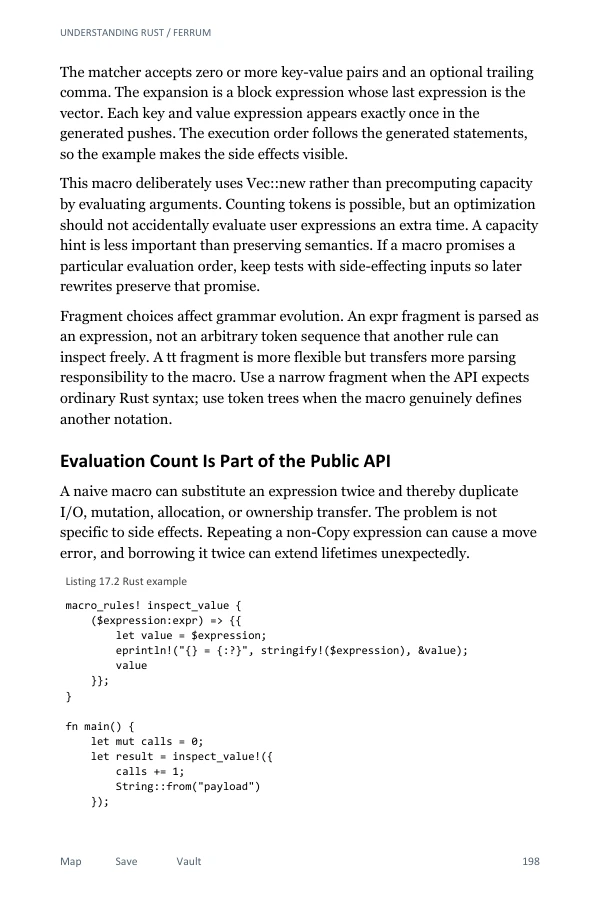 UNDERSTANDING RUST / FERRUM
The matcher accepts zero or more key-value pairs and an optional trailing
comma. The expansion is a block expression whose last expression is the
vector. Each key and value expression appears exactly once in the
generated pushes. The execution order follows the generated statements,
so the example makes the side effects visible.
This macro deliberately uses Vec::new rather than precomputing capacity
by evaluating arguments. Counting tokens is possible, but an optimization
should not accidentally evaluate user expressions an extra time. A capacity
hint is less important than preserving semantics. If a macro promises a
particular evaluation order, keep tests with side-effecting inputs so later
rewrites preserve that promise.
Fragment choices affect grammar evolution. An expr fragment is parsed as
an expression, not an arbitrary token sequence that another rule can
inspect freely. A tt fragment is more flexible but transfers more parsing
responsibility to the macro. Use a narrow fragment when the API expects
ordinary Rust syntax; use token trees when the macro genuinely defines
another notation.
Evaluation Count Is Part of the Public API
A naive macro can substitute an expression twice and thereby duplicate
I/O, mutation, allocation, or ownership transfer. The problem is not
specific to side effects. Repeating a non-Copy expression can cause a move
error, and borrowing it twice can extend lifetimes unexpectedly.
Listing 17.2 Rust example
macro_rules! inspect_value {
    ($expression:expr) => {{
        let value = $expression;
        eprintln!("{} = {:?}", stringify!($expression), &value);
        value
    }};
}
fn main() {
    let mut calls = 0;
    let result = inspect_value!({
        calls += 1;
        String::from("payload")
    });
Map Save Vault 198